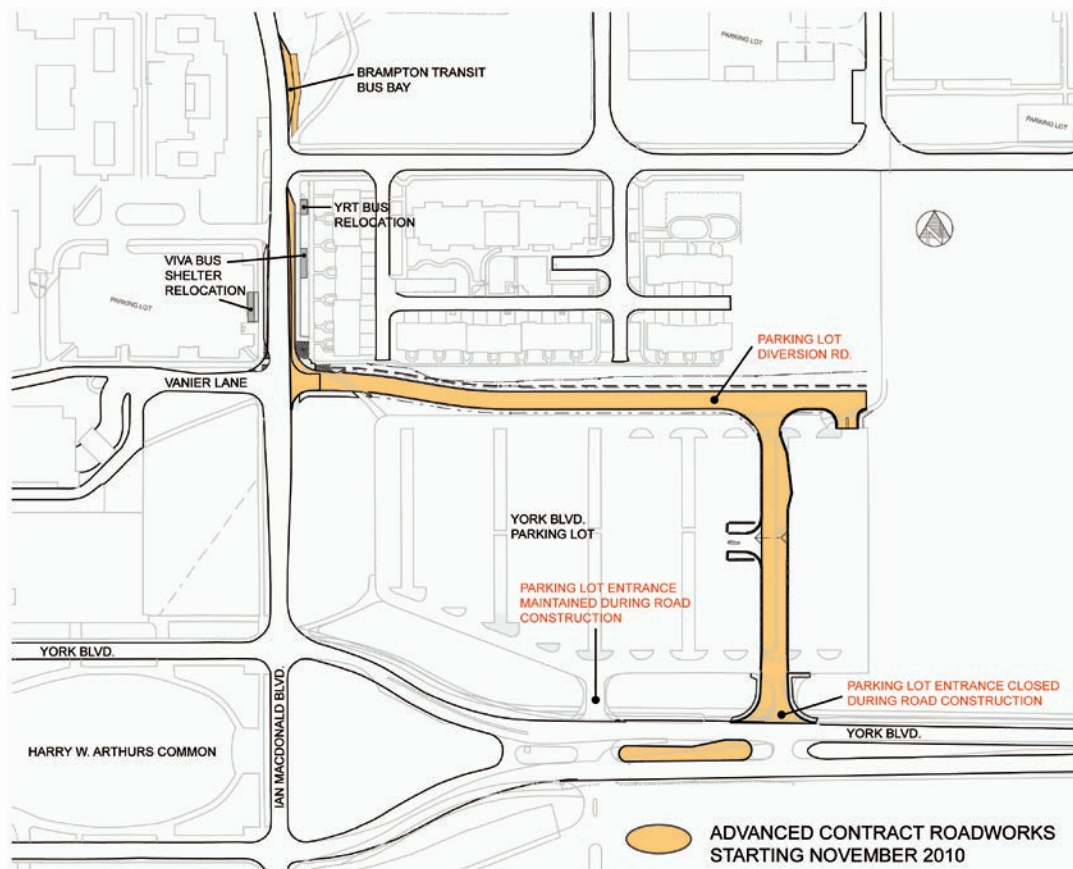 PARKING LOT
BRAMPTON TRANSIT
BUS BAY
PARKING LOT
YRT BUS
RELOCATION
N
VIVA BUS
SHELTER
RELOCATION
PARKING LOT
PARKING LOT
DIVERSION RD.
VANIER LANE
YORK BLVD.
PARKING LOT
PARKING LOT ENTRANCE
MAINTAINED DURING ROAD
CONSTRUCTION
YORK BLVD.
PARKING LOT ENTRANCE CLOSED
DURING ROAD CONSTRUCTION
YORK BLVD.
HARRY W. ARTHURS COMMON
IAN MACDONALD BLVD.
ADVANCED CONTRACT ROADWORKS
STARTING NOVEMBER 2010